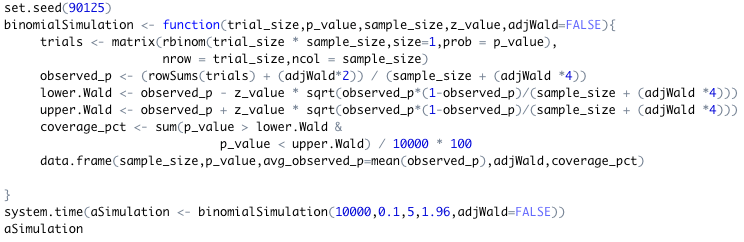 set.seed(90125)
binomialSimulation <- function(trial_size,p_value,sample_size,z_value,adjWald=FALSE){
     trials <- matrix(rbinom(trial_size * sample_size,size=1,prob = p_value),
                      nrow = trial_size,ncol = sample_size)
     observed_p <- (rowSums(trials) + (adjWald*2)) / (sample_size + (adjWald *4))
     lower.Wald <- observed_p - z_value * sqrt(observed_p*(1-observed_p)/(sample_size + (adjWald *4)))
     upper.Wald <- observed_p + z_value * sqrt(observed_p*(1-observed_p)/(sample_size + (adjWald *4)))
     coverage_pct <- sum(p_value > lower.Wald &
                              p_value < upper.Wald) / 10000 * 100
     data.frame(sample_size,p_value,avg_observed_p=mean(observed_p),adjWald,coverage_pct)
}
system.time(aSimulation <- binomialSimulation(10000,0.1,5,1.96,adjWald=FALSE))
aSimulation